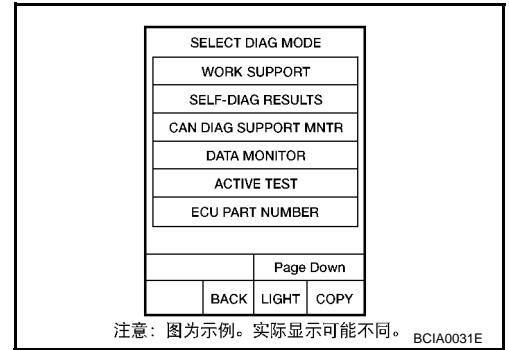 SELECT DIAG MODE
WORK SUPPORT
SELF-DIAG RESULTS
CAN DIAG SUPPORT MNTR
DATA MONITOR
ACTIVE TEST
ECU PART NUMBER
Page Down
BACK LIGHT COPY
注意：图为示例。实际显示可能不同。 BCIA0031E